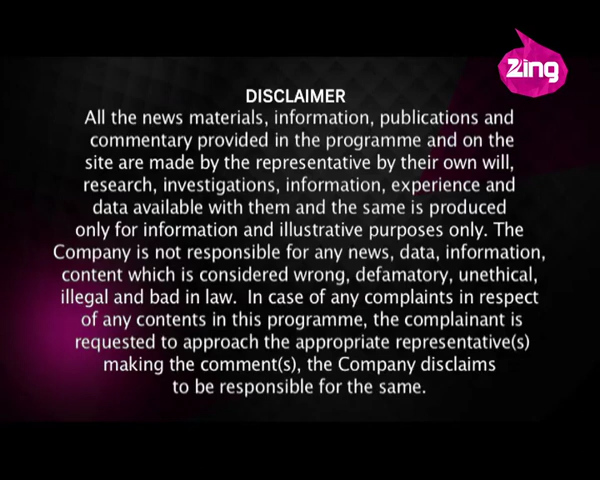 Zing
DISCLAIMER
All the news materials, information, publications and
commentary provided in the programme and on the
site are made by the representative by their own will,
research, investigations, information, experience and
data available with them and the same is produced
only for information and illustrative purposes only. The
Company is not responsible for any news, data, information,
content which is considered wrong, defamatory, unethical,
illegal and bad in law. In case of any complaints in respect
of any contents in this programme, the complainant is
requested to approach the appropriate representative(s)
making the comment(s), the Company disclaims
to be responsible for the same.